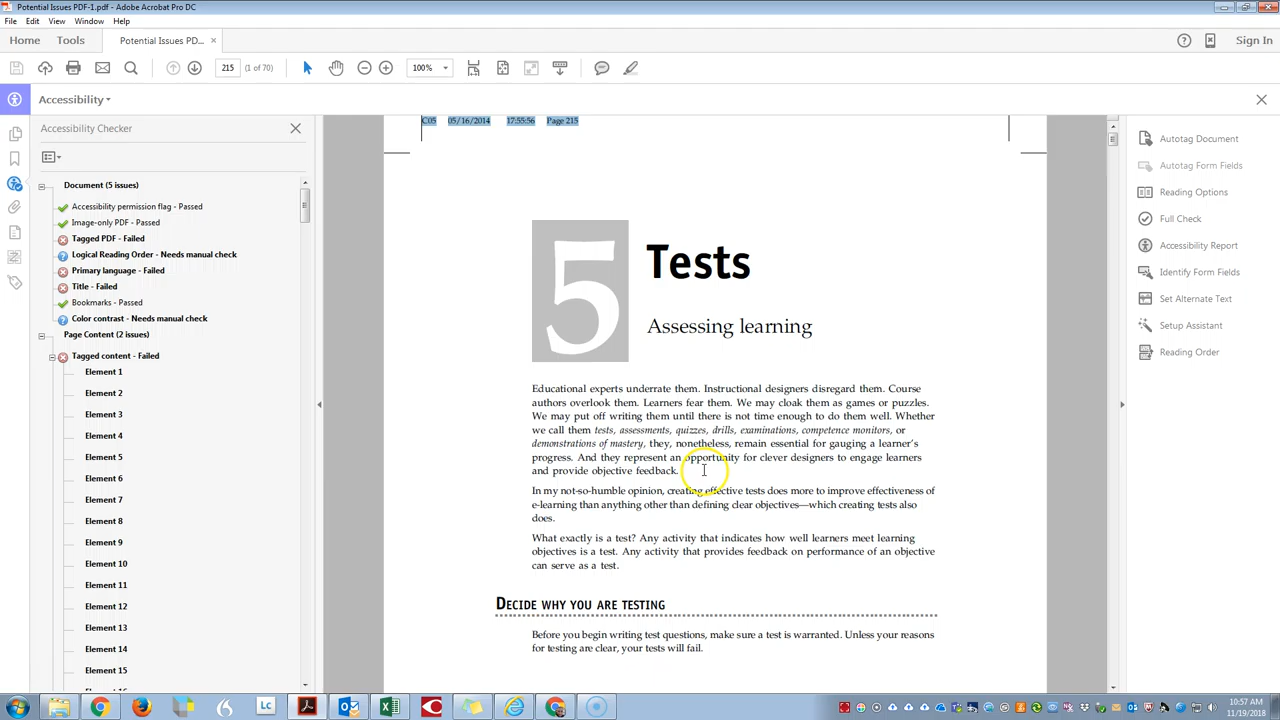 Potential Issues PDF-1.pdf - Adobe Acrobat Pro DC
File Edit View Window Help
Home Tools Potential Issues PD... × Sign In
215 (1 of 70) 100%
Accessibility
Accessibility Checker
Document (5 issues)
Accessibility permission flag - Passed
Image-only PDF - Passed
Tagged PDF - Failed
Logical Reading Order - Needs manual check
Primary language - Failed
Title - Failed
Bookmarks - Passed
Color contrast - Needs manual check
Page Content (2 issues)
Tagged content - Failed
Element 1
Element 2
Element 3
Element 4
Element 5
Element 6
Element 7
Element 8
Element 9
Element 10
Element 11
Element 12
Element 13
Element 14
Element 15
C05 05/16/2014 17:55:56 Page 215
5 Tests
Assessing learning
Educational experts underrate them. Instructional designers disregard them. Course
authors overlook them. Learners fear them. We may cloak them as games or puzzles.
We may put off writing them until there is not time enough to do them well. Whether
we call them tests, assessments, quizzes, drills, examinations, competence monitors, or
demonstrations of mastery, they, nonetheless, remain essential for gauging a learner's
progress. And they represent an opportunity for clever designers to engage learners
and provide objective feedback.
In my not-so-humble opinion, creating effective tests does more to improve effectiveness of
e-learning than anything other than defining clear objectives—which creating tests also
does.
What exactly is a test? Any activity that indicates how well learners meet learning
objectives is a test. Any activity that provides feedback on performance of an objective
can serve as a test.
DECIDE WHY YOU ARE TESTING
Before you begin writing test questions, make sure a test is warranted. Unless your reasons
for testing are clear, your tests will fail.
Autotag Document
Autotag Form Fields
Reading Options
Full Check
Accessibility Report
Identify Form Fields
Set Alternate Text
Setup Assistant
Reading Order
LC
10:57 AM
11/19/2018